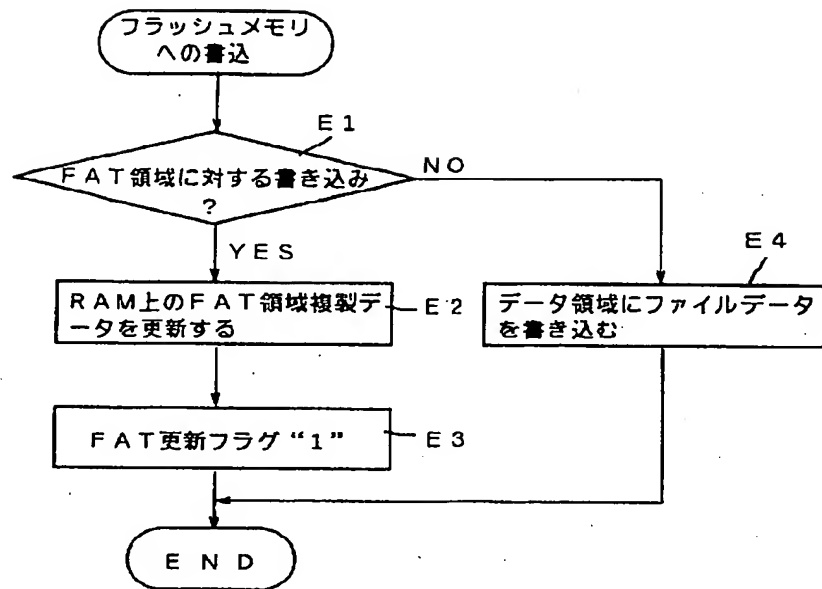 フラッシュメモリ
への書込
E1
FAT領域に対する書き込み
?
NO
YES
E4
RAM上のFAT領域複製デ
ータを更新する
E2
データ領域にファイルデータ
を書き込む
FAT更新フラグ“1”
E3
END